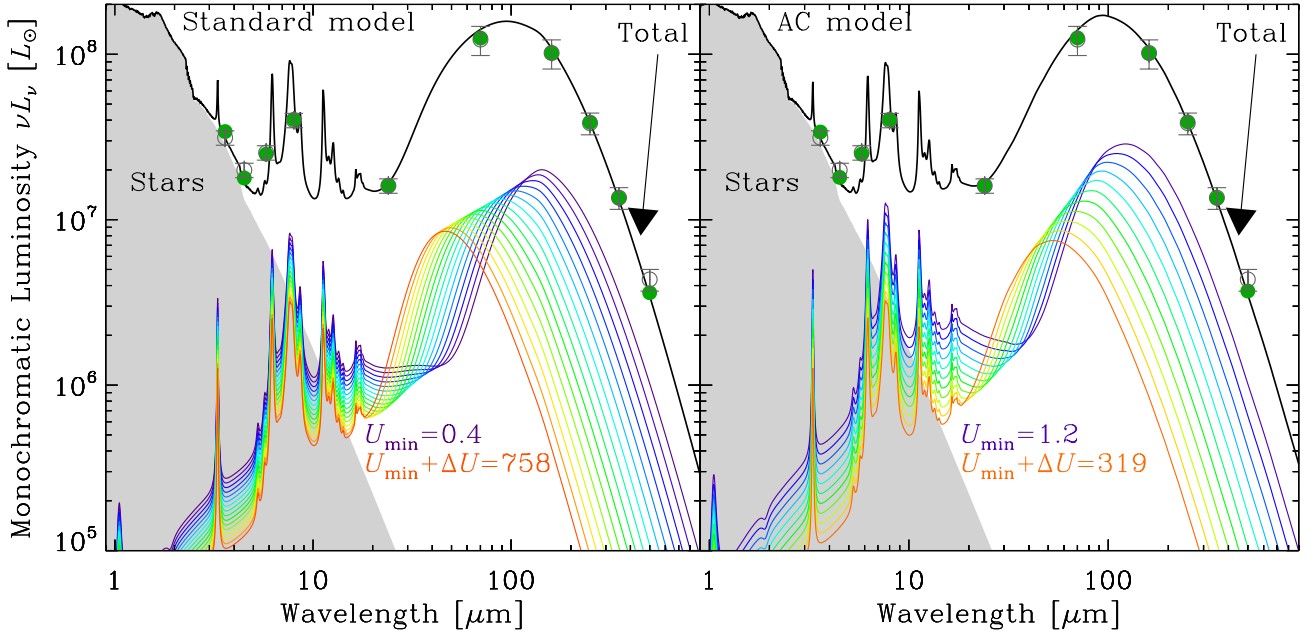 Standard model
AC model
Total
Total
Stars
Stars
Monochromatic Luminosity νL_ν [L_⊙]
10^8
10^7
10^6
10^5
U_min=0.4
U_min+ΔU=758
U_min=1.2
U_min+ΔU=319
1
10
100
1
10
100
Wavelength [μm]
Wavelength [μm]